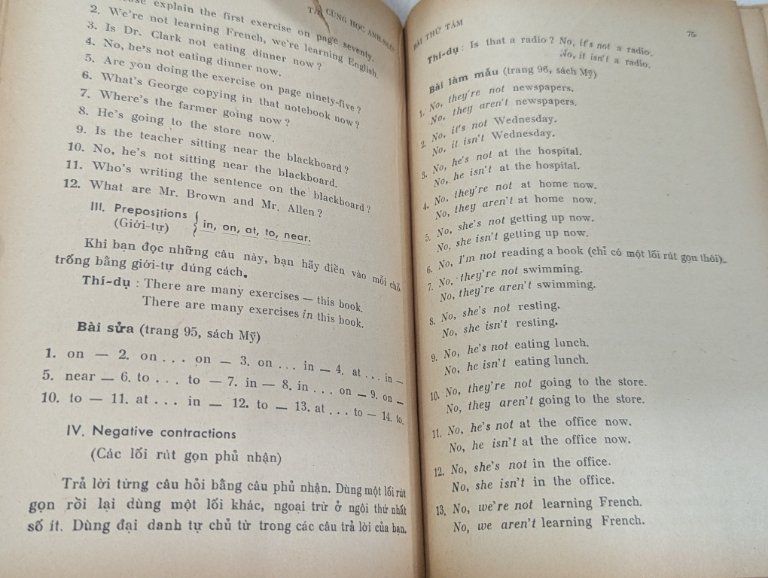 explain the first exercise on page seventy.
2. We're not learning French, we're learning English.
3. Is Dr. Clark not eating dinner now?
4. No, he's not eating dinner now.
5. Are you doing the exercise on page ninety-five?
6. What's George copying in that notebook now?
7. Where's the farmer going now?
8. He's going to the store now.
9. Is the teacher sitting near the blackboard?
10. No, he's not sitting near the blackboard.
11. Who's writing the sentence on the blackboard?
12. What are Mr. Brown and Mr. Allen?
III. Prepositions { in, on, at, to, near.
(Giới-tự)
Khi bạn đọc những câu này, bạn hãy điền vào mỗi chỗ
trống bằng giới-tự đúng cách.
Thí-dụ : There are many exercises — this book.
There are many exercises in this book.
Bài sửa (trang 95, sách Mỹ)
1. on — 2. on . . . on — 3. on . . . in — 4. at . . . in —
5. near — 6. to . . . to — 7. in — 8. in . . . on — 9. on —
10. to — 11. at . . . in — 12. to — 13. at . . . to — 14. to.
IV. Negative contractions
(Các lối rút gọn phủ nhận)
Trả lời từng câu hỏi bằng câu phủ nhận. Dùng một lối rút
gọn rồi lại dùng một lối khác, ngoại trừ ở ngôi thứ nhất
số ít. Dùng đại danh tự chủ từ trong các câu trả lời của bạn.
BÀI THỨ TÁM 75
Thí-dụ : Is that a radio? No, it's not a radio.
No, it isn't a radio.
Bài làm mẫu (trang 96, sách Mỹ)
1. No, they're not newspapers.
No, they aren't newspapers.
2. No, it's not Wednesday.
No, it isn't Wednesday.
3. No, he's not at the hospital.
No, he isn't at the hospital.
4. No, they're not at home now.
No, they aren't at home now.
5. No, she's not getting up now.
No, she isn't getting up now.
6. No, I'm not reading a book (chỉ có một lối rút gọn thôi).
7. No, they're not swimming.
No, they're aren't swimming.
8. No, she's not resting.
No, she isn't resting.
9. No, he's not eating lunch.
No, he isn't eating lunch.
10. No, they're not going to the store.
No, they aren't going to the store.
11. No, he's not at the office now.
No, he isn't at the office now.
12. No, she's not in the office.
No, she isn't in the office.
13. No, we're not learning French.
No, we aren't learning French.